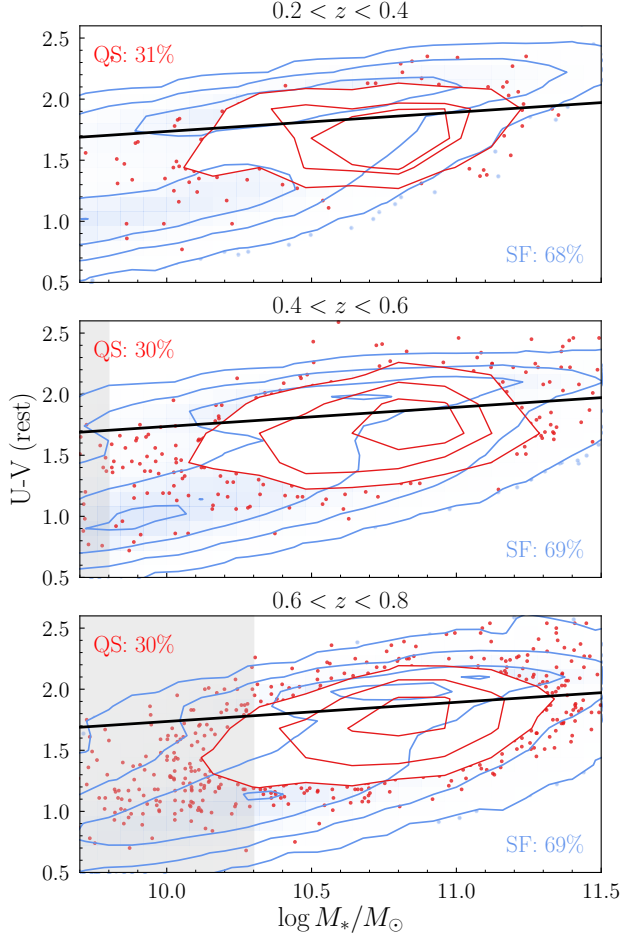 0.2 < z < 0.4
2.5
QS: 31%
2.0
1.5
1.0
SF: 68%
0.5
0.4 < z < 0.6
2.5
QS: 30%
2.0
U-V (rest)
1.5
1.0
SF: 69%
0.5
0.6 < z < 0.8
2.5
QS: 30%
2.0
1.5
1.0
SF: 69%
0.5
10.0 10.5 11.0 11.5
log M_*/M_⊙